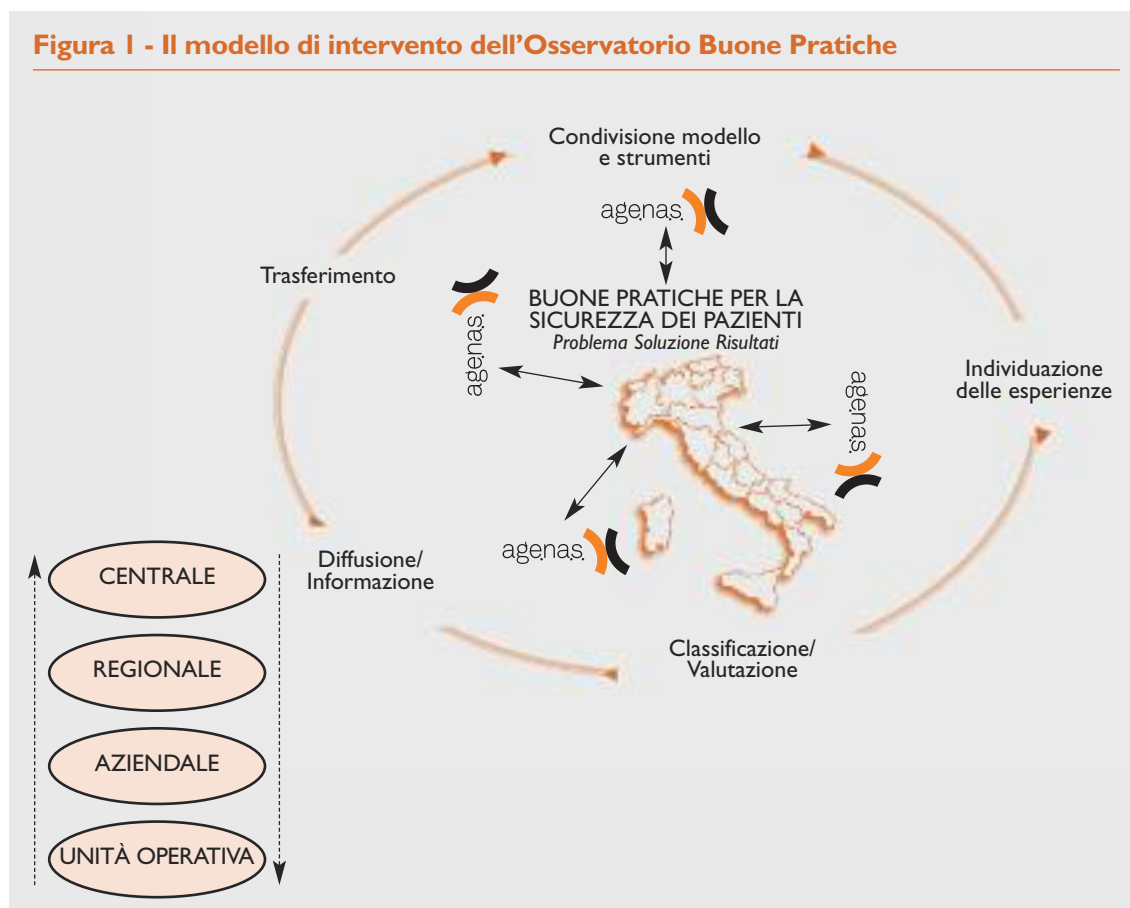 Figura 1 - Il modello di intervento dell'Osservatorio Buone Pratiche
Condivisione modello
e strumenti
agenas.
Trasferimento
BUONE PRATICHE PER LA
SICUREZZA DEI PAZIENTI
Problema Soluzione Risultati
agenas.
Individuazione
delle esperienze
agenas.
agenas.
Diffusione/
Informazione
Classificazione/
Valutazione
CENTRALE
REGIONALE
AZIENDALE
UNITÀ OPERATIVA